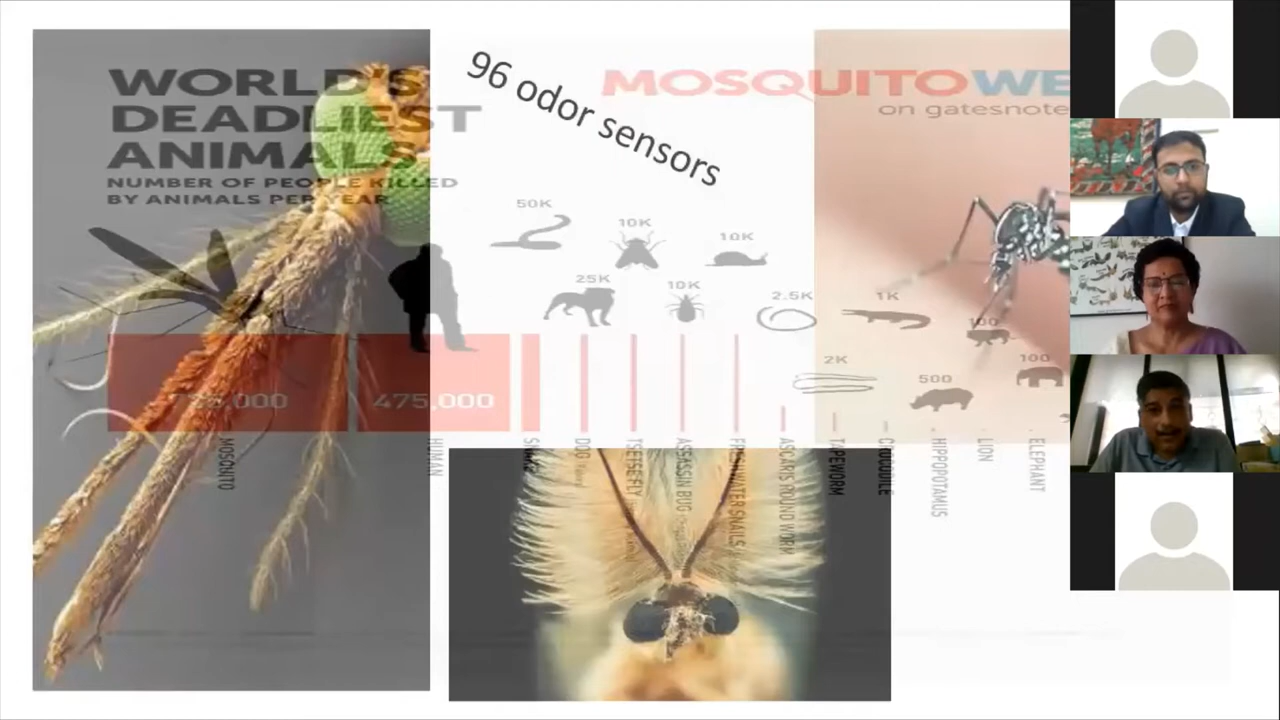 WORLD'S
DEADLIEST
ANIMALS
NUMBER OF PEOPLE KILLED
BY ANIMALS PER YEAR
96 odor sensors
MOSQUITOWE
on gatesnote
50K
10K
10K
25K
10K
2.5K
1K
100
2K
500
100
475,000
MOSQUITO
HUMAN
DOG
TSETSE FLY
ASSASSIN BUG
FRESHWATER SNAILS
ASCARIS ROUND WORM
TAPEWORM
CROCODILE
HIPPOPOTAMUS
LION
ELEPHANT